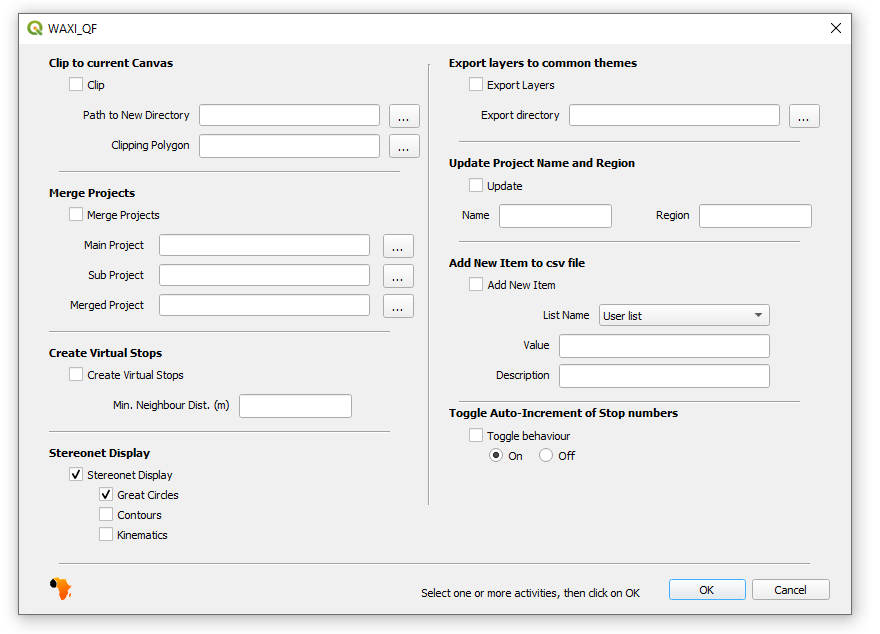 WAXI_QF
Clip to current Canvas
Clip
Path to New Directory ...
Clipping Polygon ...
Merge Projects
Merge Projects
Main Project ...
Sub Project ...
Merged Project ...
Create Virtual Stops
Create Virtual Stops
Min. Neighbour Dist. (m)
Stereonet Display
Stereonet Display
Great Circles
Contours
Kinematics
Export layers to common themes
Export Layers
Export directory ...
Update Project Name and Region
Update
Name Region
Add New Item to csv file
Add New Item
List Name User list
Value
Description
Toggle Auto-Increment of Stop numbers
Toggle behaviour
On Off
Select one or more activities, then click on OK OK Cancel